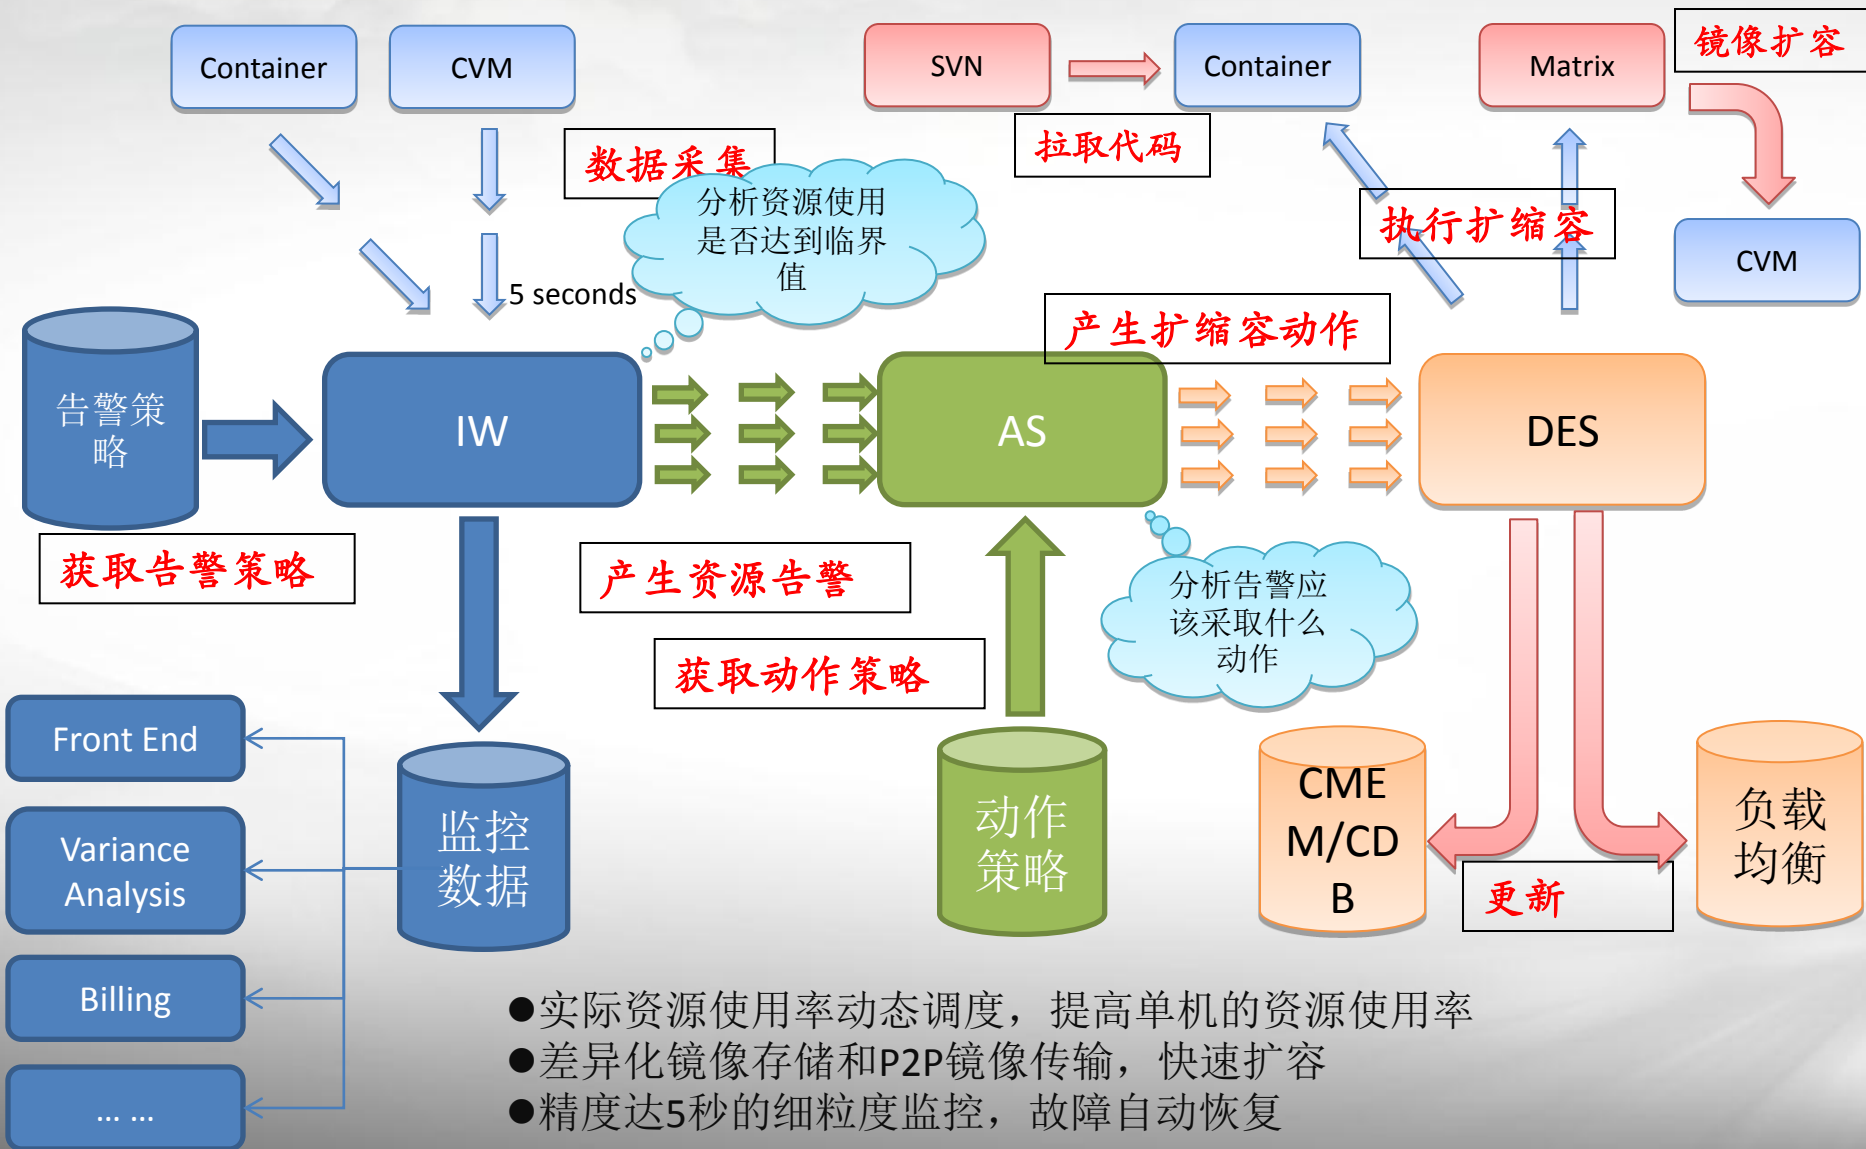 Container
CVM
SVN
Container
Matrix
镜像扩容
数据采集
拉取代码
分析资源使用
是否达到临界
值
执行扩缩容
CVM
5 seconds
产生扩缩容动作
告警策
略
IW
AS
DES
获取告警策略
产生资源告警
分析告警应
该采取什么
动作
获取动作策略
Front End
Variance
Analysis
Billing
... ...
监控
数据
动作
策略
CME
M/CD
B
更新
负载
均衡
●实际资源使用率动态调度，提高单机的资源使用率
●差异化镜像存储和P2P镜像传输，快速扩容
●精度达5秒的细粒度监控，故障自动恢复